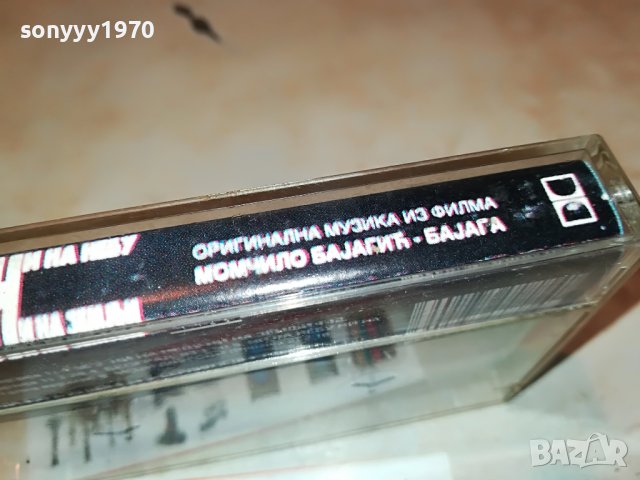 sonyyy1970
И НА НЕБУ
И НА ЗЕМЉИ
ОРИГИНАЛНА МУЗИКА ИЗ ФИЛМА
МОМЧИЛО БАЈАГИЋ - БАЈАГА
BAZAR